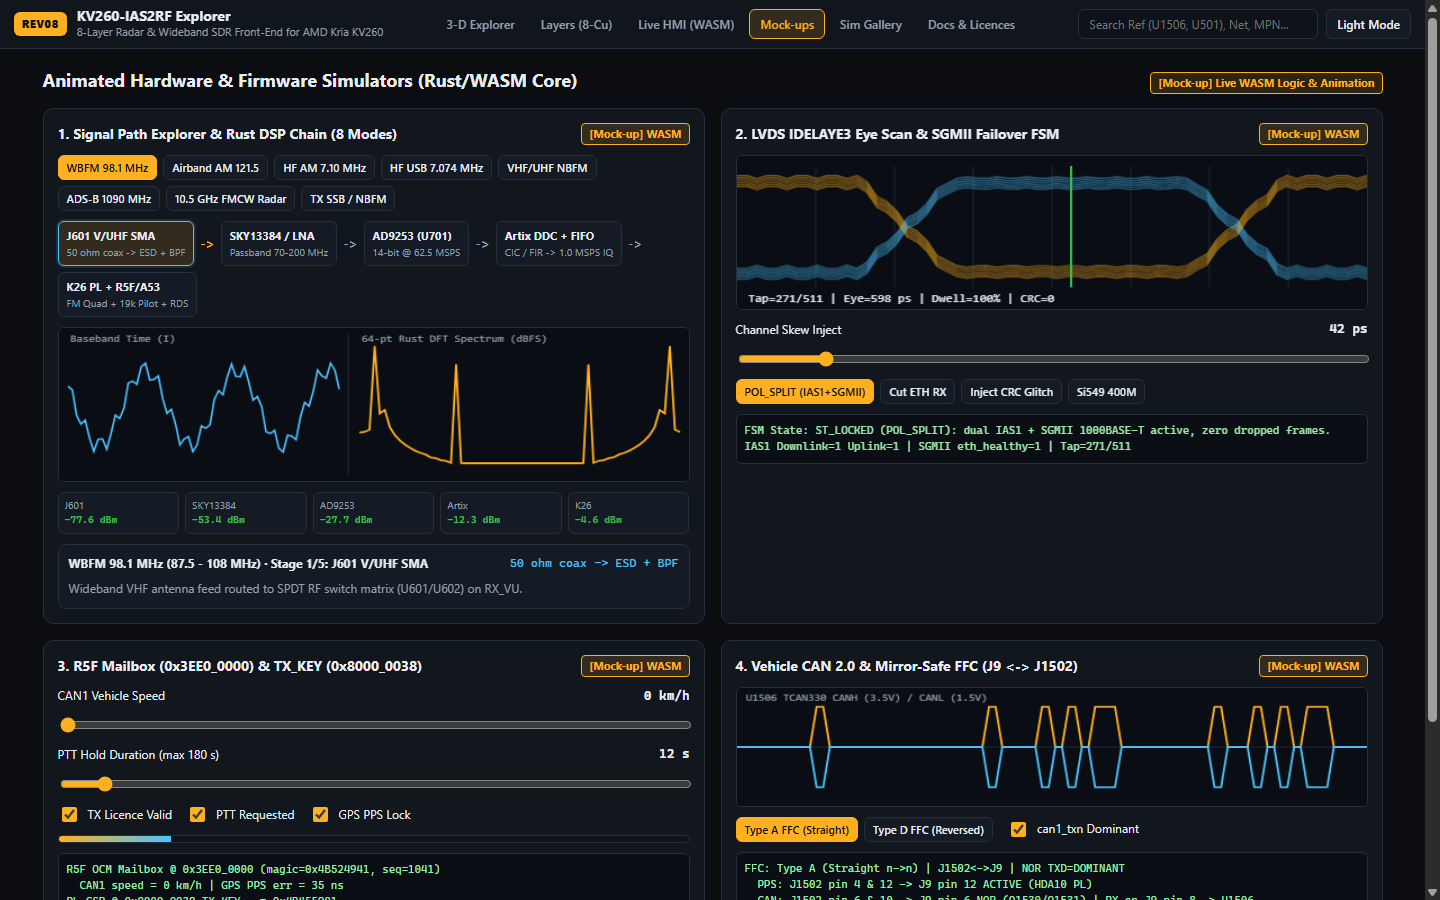 REV08
KV260-IAS2RF Explorer
8-Layer Radar & Wideband SDR Front-End for AMD Kria KV260
3-D Explorer
Layers (8-Cu)
Live HMI (WASM)
Mock-ups
Sim Gallery
Docs & Licences
Search Ref (U1506, U501), Net, MPN...
Light Mode
Animated Hardware & Firmware Simulators (Rust/WASM Core)
[Mock-up] Live WASM Logic & Animation
1. Signal Path Explorer & Rust DSP Chain (8 Modes)
[Mock-up] WASM
WBFM 98.1 MHz
Airband AM 121.5
HF AM 7.10 MHz
HF USB 7.074 MHz
VHF/UHF NBFM
ADS-B 1090 MHz
10.5 GHz FMCW Radar
TX SSB / NBFM
J601 V/UHF SMA
50 ohm coax -> ESD + BPF
->
SKY13384 / LNA
Passband 70-200 MHz
->
AD9253 (U701)
14-bit @ 62.5 MSPS
->
Artix DDC + FIFO
CIC / FIR -> 1.0 MSPS IQ
->
K26 PL + R5F/A53
FM Quad + 19k Pilot + RDS
Baseband Time (I)
64-pt Rust DFT Spectrum (dBFS)
J601
-77.6 dBm
SKY13384
-53.4 dBm
AD9253
-27.7 dBm
Artix
-12.3 dBm
K26
-4.6 dBm
WBFM 98.1 MHz (87.5 - 108 MHz) · Stage 1/5: J601 V/UHF SMA
50 ohm coax -> ESD + BPF
Wideband VHF antenna feed routed to SPDT RF switch matrix (U601/U602) on RX_VU.
2. LVDS IDELAYE3 Eye Scan & SGMII Failover FSM
[Mock-up] WASM
Tap=271/511 | Eye=598 ps | Dwell=100% | CRC=0
Channel Skew Inject
42 ps
POL_SPLIT (IAS1+SGMII)
Cut ETH RX
Inject CRC Glitch
Si549 400M
FSM State: ST_LOCKED (POL_SPLIT): dual IAS1 + SGMII 1000BASE-T active, zero dropped frames.
IAS1 Downlink=1 Uplink=1 | SGMII eth_healthy=1 | Tap=271/511
3. R5F Mailbox (0x3EE0_0000) & TX_KEY (0x8000_0038)
[Mock-up] WASM
CAN1 Vehicle Speed
0 km/h
PTT Hold Duration (max 180 s)
12 s
TX Licence Valid
PTT Requested
GPS PPS Lock
R5F OCM Mailbox @ 0x3EE0_0000 (magic=0x4B524941, seq=1041)
CAN1 speed = 0 km/h | GPS PPS err = 35 ns
4. Vehicle CAN 2.0 & Mirror-Safe FFC (J9 <-> J1502)
[Mock-up] WASM
U1506 TCAN330 CANH (3.5V) / CANL (1.5V)
Type A FFC (Straight)
Type D FFC (Reversed)
can1_txn Dominant
FFC: Type A (Straight n->n) | J1502<->J9 | NOR TXD=DOMINANT
PPS: J1502 pin 4 & 12 -> J9 pin 12 ACTIVE (HDA10 PL)